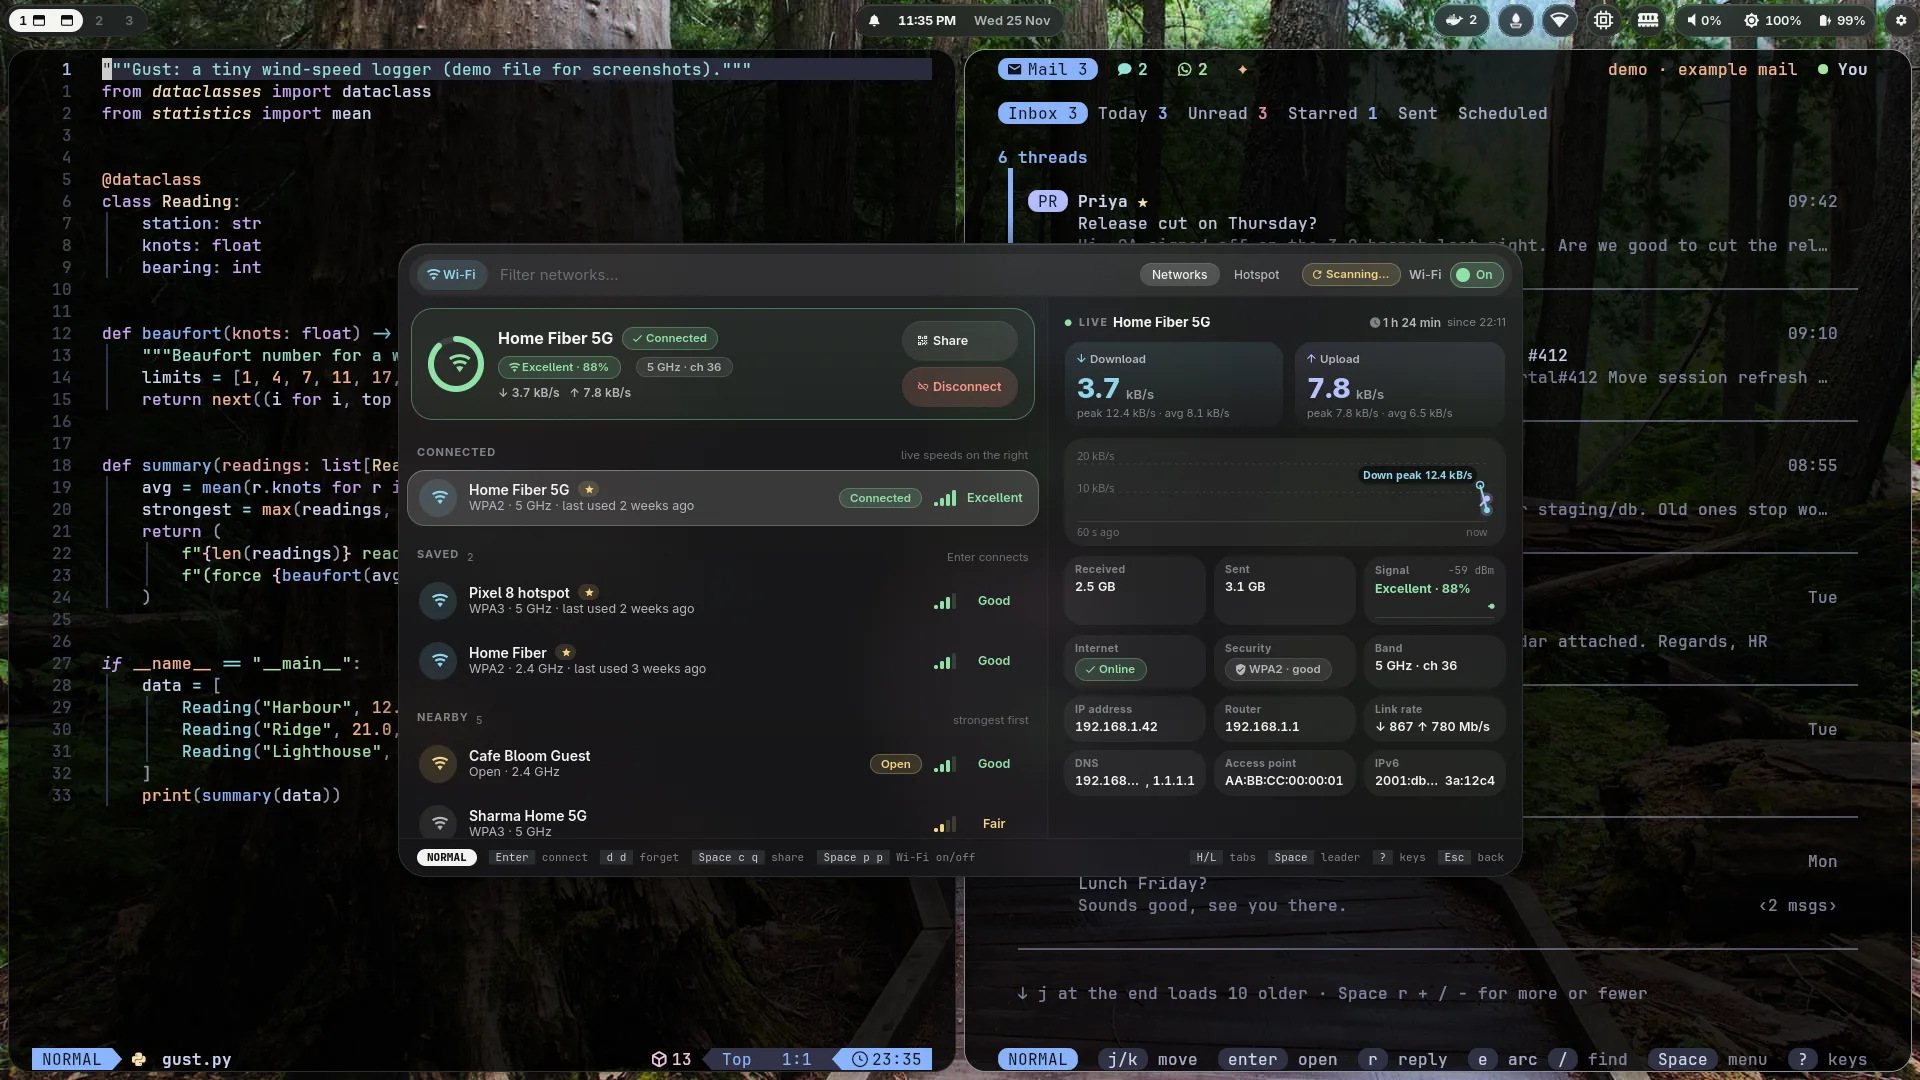 1 2 3
11:35 PM Wed 25 Nov
2 0% 100% 99%
1 """Gust: a tiny wind-speed logger (demo file for screenshots)."""
1 from dataclasses import dataclass
2 from statistics import mean
3
4
5 @dataclass
6 class Reading:
7 station: str
8 knots: float
9 bearing: int
10
11
12 def beaufort(knots: float) ->
13 """Beaufort number for a w
14 limits = [1, 4, 7, 11, 17,
15 return next((i for i, top
16
17
18 def summary(readings: list[Rea
19 avg = mean(r.knots for r i
20 strongest = max(readings,
21 return (
22 f"{len(readings)} read
23 f"(force {beaufort(avg
24 )
25
26
27 if __name__ == "__main__":
28 data = [
29 Reading("Harbour", 12.
30 Reading("Ridge", 21.0,
31 Reading("Lighthouse",
32 ]
33 print(summary(data))
NORMAL gust.py 13 Top 1:1 23:35
Mail 3 2 2 demo · example mail You
Inbox 3 Today 3 Unread 3 Starred 1 Sent Scheduled
6 threads
PR Priya ★ 09:42
Release cut on Thursday?
ight. Are we good to cut the rel…
09:10
#412
tal#412 Move session refresh …
08:55
staging/db. Old ones stop wo…
Tue
dar attached. Regards, HR
Tue
Mon
Lunch Friday?
Sounds good, see you there. <2 msgs>
↓ j at the end loads 10 older · Space r + / - for more or fewer
NORMAL j/k move enter open r reply e arc / find Space menu ? keys
Wi-Fi Filter networks... Networks Hotspot Scanning... Wi-Fi On
Home Fiber 5G ✓ Connected
Excellent · 88% 5 GHz · ch 36
↓ 3.7 kB/s ↑ 7.8 kB/s
Share
Disconnect
CONNECTED live speeds on the right
Home Fiber 5G ★
WPA2 · 5 GHz · last used 2 weeks ago
Connected Excellent
SAVED 2 Enter connects
Pixel 8 hotspot ★
WPA3 · 5 GHz · last used 2 weeks ago
Good
Home Fiber ★
WPA2 · 2.4 GHz · last used 3 weeks ago
Good
NEARBY 5 strongest first
Cafe Bloom Guest
Open · 2.4 GHz
Open Good
Sharma Home 5G
WPA3 · 5 GHz
Fair
LIVE Home Fiber 5G 1 h 24 min since 22:11
↓ Download
3.7 kB/s
peak 12.4 kB/s · avg 8.1 kB/s
↑ Upload
7.8 kB/s
peak 7.8 kB/s · avg 6.5 kB/s
20 kB/s
Down peak 12.4 kB/s
10 kB/s
60 s ago now
Received
2.5 GB
Sent
3.1 GB
Signal -59 dBm
Excellent · 88%
Internet
✓ Online
Security
WPA2 · good
Band
5 GHz · ch 36
IP address
192.168.1.42
Router
192.168.1.1
Link rate
↓ 867 ↑ 780 Mb/s
DNS
192.168… , 1.1.1.1
Access point
AA:BB:CC:00:00:01
IPv6
2001:db… 3a:12c4
NORMAL Enter connect d d forget Space c q share Space p p Wi-Fi on/off H/L tabs Space leader ? keys Esc back